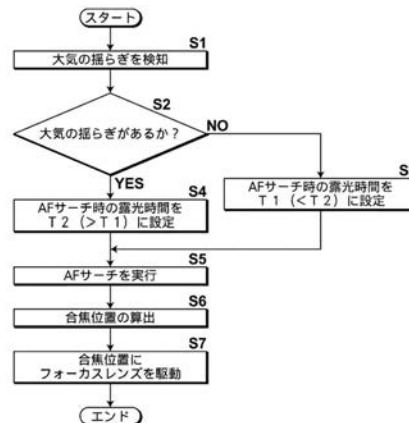 スタート
S1
大気の揺らぎを検知
S2
大気の揺らぎがあるか？
NO
YES
S4
AFサーチ時の露光時間を
Ｔ２（＞Ｔ１）に設定
S
AFサーチ時の露光時間を
Ｔ１（＜Ｔ２）に設定
S5
AFサーチを実行
S6
合焦位置の算出
S7
合焦位置に
フォーカスレンズを駆動
エンド